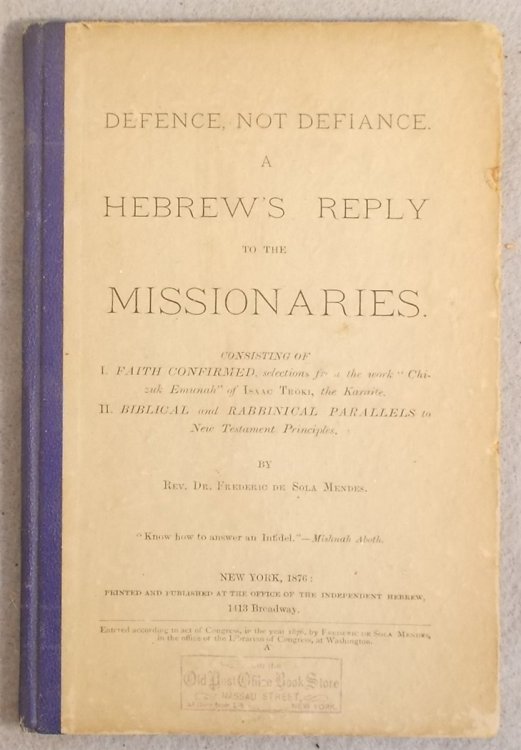 DEFENCE, NOT DEFIANCE.
A
HEBREW'S REPLY
TO THE
MISSIONARIES.
CONSISTING OF
I. FAITH CONFIRMED, selections the work "Chi-
zuk Emunah" of ISAAC TROKI, the Karaite.
II. BIBLICAL and RABBINICAL PARALLELS to
New Testament Principles.
BY
REV. DR. FREDERIC DE SOLA MENDES.
"Know how to answer an Infidel."—Mishnah Aboth.
NEW YORK, 1876:
PRINTED AND PUBLISHED AT THE OFFICE OF THE INDEPENDENT HEBREW,
1413 Broadway.
Entered according to act of Congress, in the year 1876, by FREDERIC DE SOLA MENDES,
in the office of the Librarian of Congress, at Washington.
A
the
Old Post Office Book Store
NASSAU STREET,
NEW YORK.